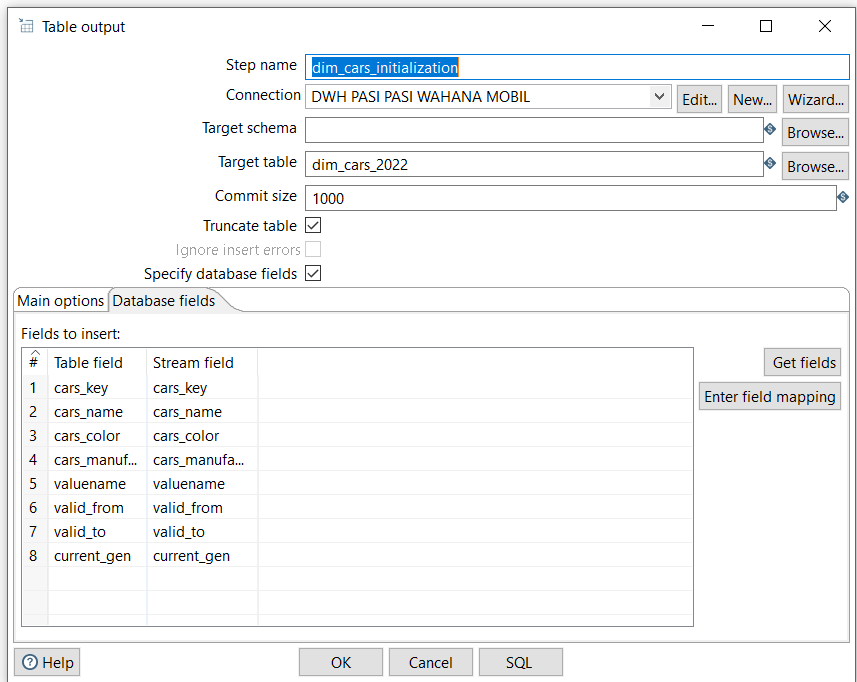 Table output
Step name dim_cars_initialization
Connection DWH PASI PASI WAHANA MOBIL Edit... New... Wizard...
Target schema Browse...
Target table dim_cars_2022 Browse...
Commit size 1000
Truncate table
Ignore insert errors
Specify database fields
Main options Database fields
Fields to insert:
# Table field Stream field Get fields
1 cars_key cars_key Enter field mapping
2 cars_name cars_name
3 cars_color cars_color
4 cars_manuf... cars_manufa...
5 valuename valuename
6 valid_from valid_from
7 valid_to valid_to
8 current_gen current_gen
Help OK Cancel SQL